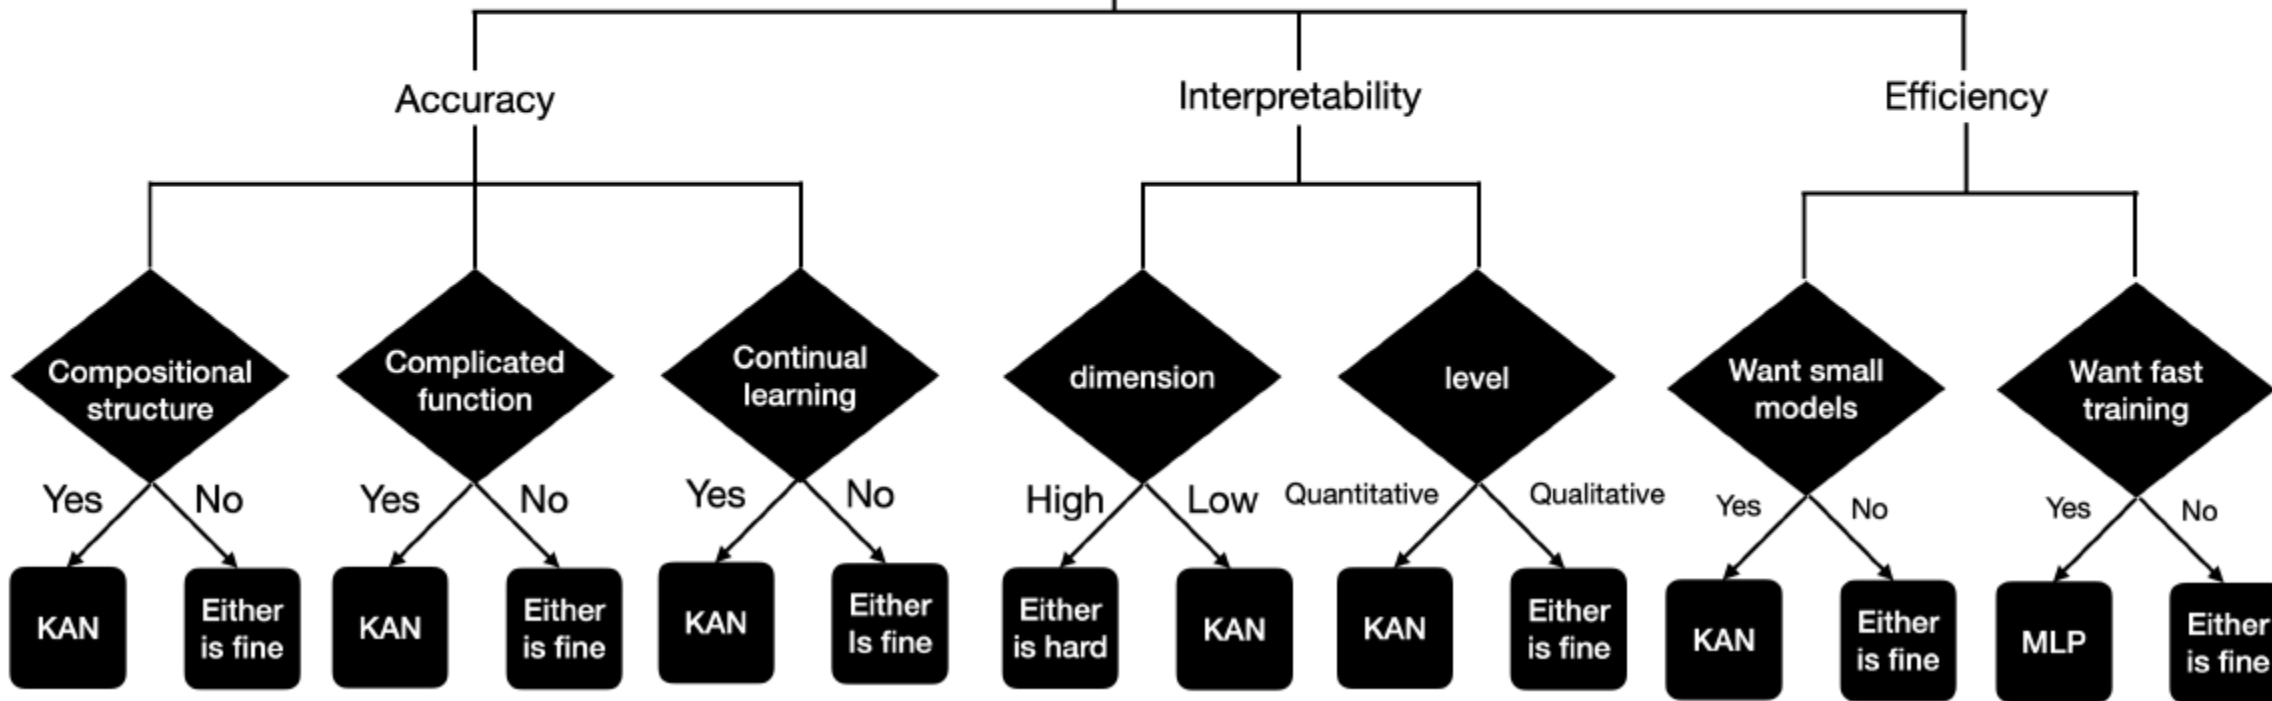 Accuracy
Interpretability
Efficiency
Compositional
structure
Complicated
function
Continual
learning
dimension
level
Want small
models
Want fast
training
Yes
No
Yes
No
Yes
No
High
Low
Quantitative
Qualitative
Yes
No
Yes
No
KAN
Either
is fine
KAN
Either
is fine
KAN
Either
Is fine
Either
is hard
KAN
KAN
Either
is fine
KAN
Either
is fine
MLP
Either
is fine